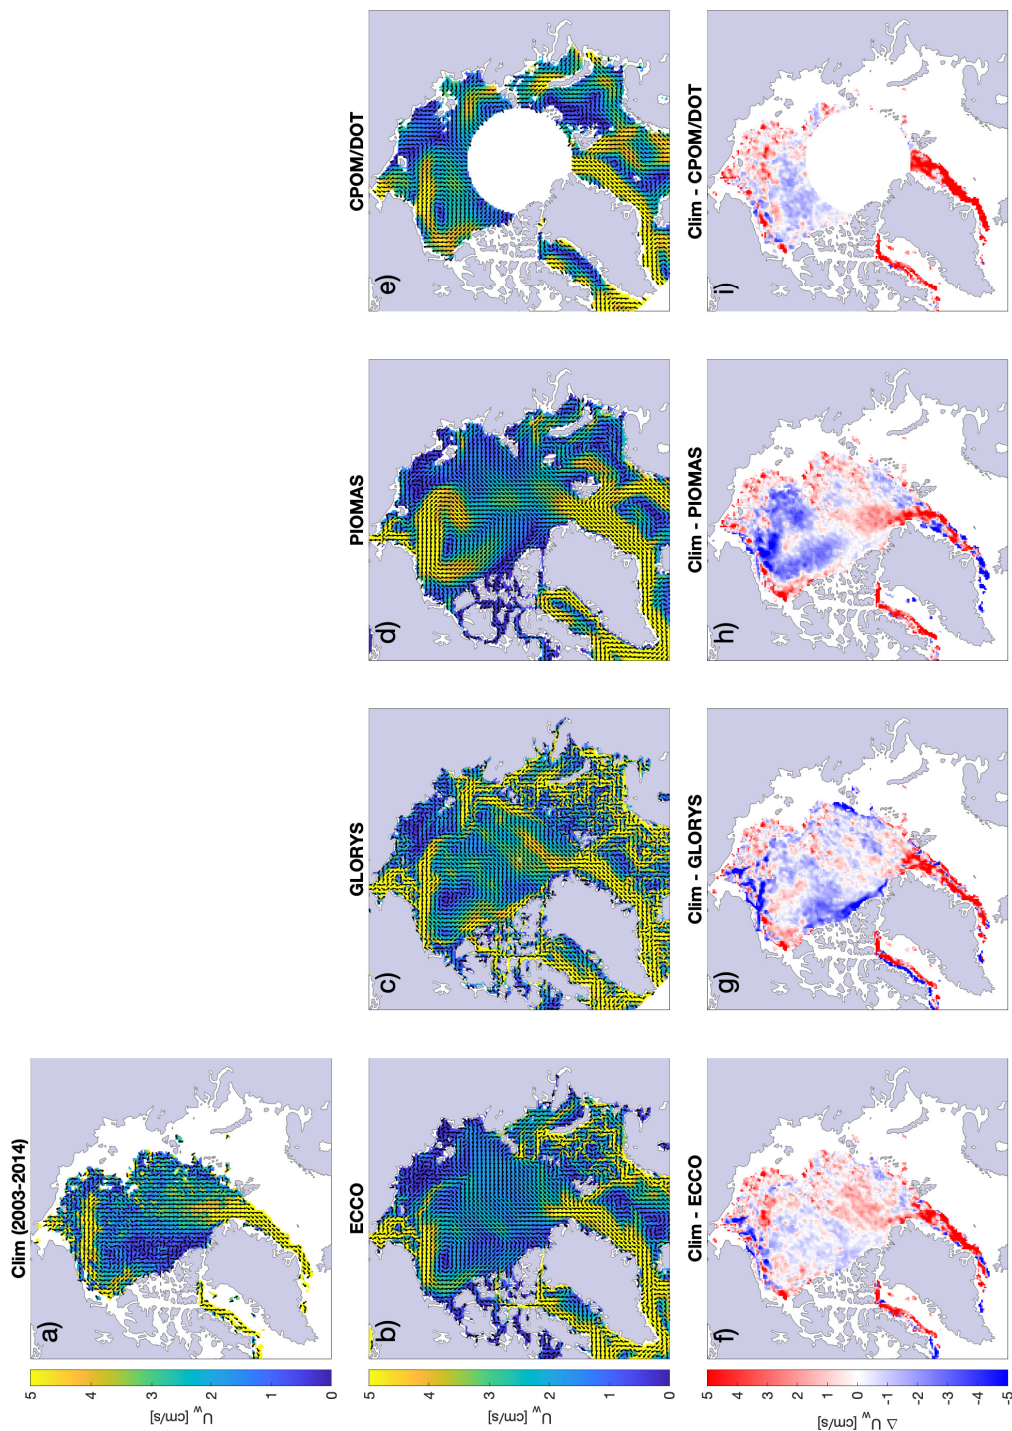 Clim (2003-2014)
a)
5
4
3
2
1
0
U_w [cm/s]
ECCO
GLORYS
PIOMAS
CPOM/DOT
b)
c)
d)
e)
5
4
3
2
1
0
U_w [cm/s]
Clim - ECCO
Clim - GLORYS
Clim - PIOMAS
Clim - CPOM/DOT
f)
g)
h)
i)
5
4
3
2
1
0
-1
-2
-3
-4
-5
Δ U_w [cm/s]